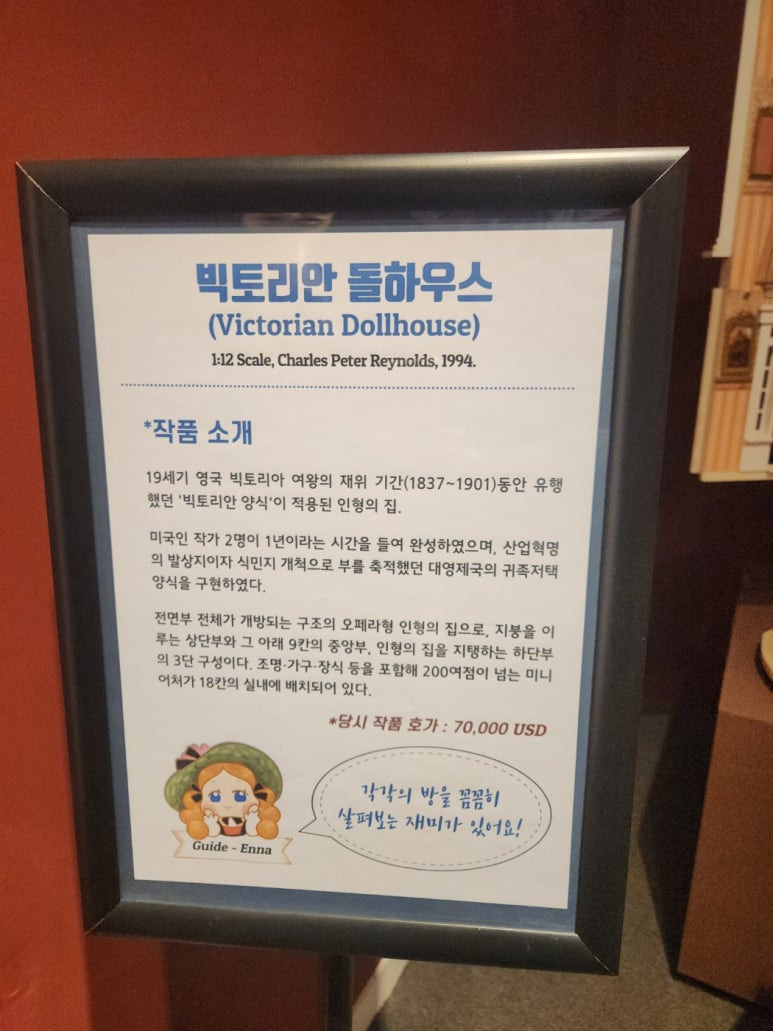 빅토리안 돌하우스
(Victorian Dollhouse)
1:12 Scale, Charles Peter Reynolds, 1994.
*작품 소개
19세기 영국 빅토리아 여왕의 재위 기간(1837~1901)동안 유행
했던 '빅토리안 양식'이 적용된 인형의 집.
미국인 작가 2명이 1년이라는 시간을 들여 완성하였으며, 산업혁명
의 발상지이자 식민지 개척으로 부를 축적했던 대영제국의 귀족저택
양식을 구현하였다.
전면부 전체가 개방되는 구조의 오페라형 인형의 집으로, 지붕을 이
루는 상단부와 그 아래 9칸의 중앙부, 인형의 집을 지탱하는 하단부
의 3단 구성이다. 조명·가구·장식 등을 포함해 200여점이 넘는 미니
어처가 18칸의 실내에 배치되어 있다.
*당시 작품 호가 : 70,000 USD
각각의 방을 꼼꼼히
살펴보는 재미가 있어요!
Guide - Enna